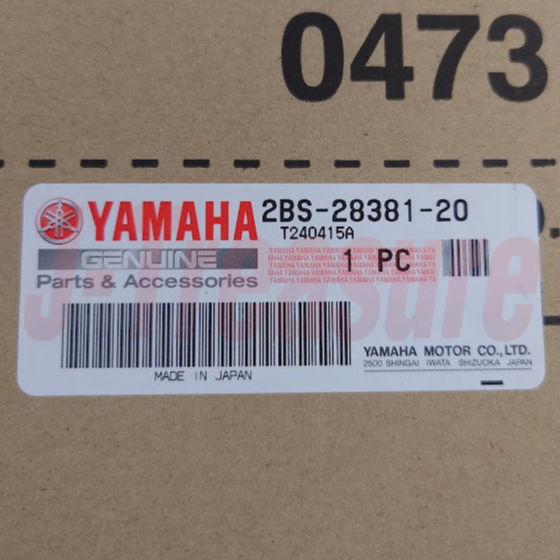 0473
YAMAHA 2BS-28381-20
T240415A
GENUINE 1 PC
Parts & Accessories
MADE IN JAPAN
YAMAHA MOTOR CO., LTD.
2500 SHINGAI IWATA SHIZUOKA JAPAN
J-Treasure